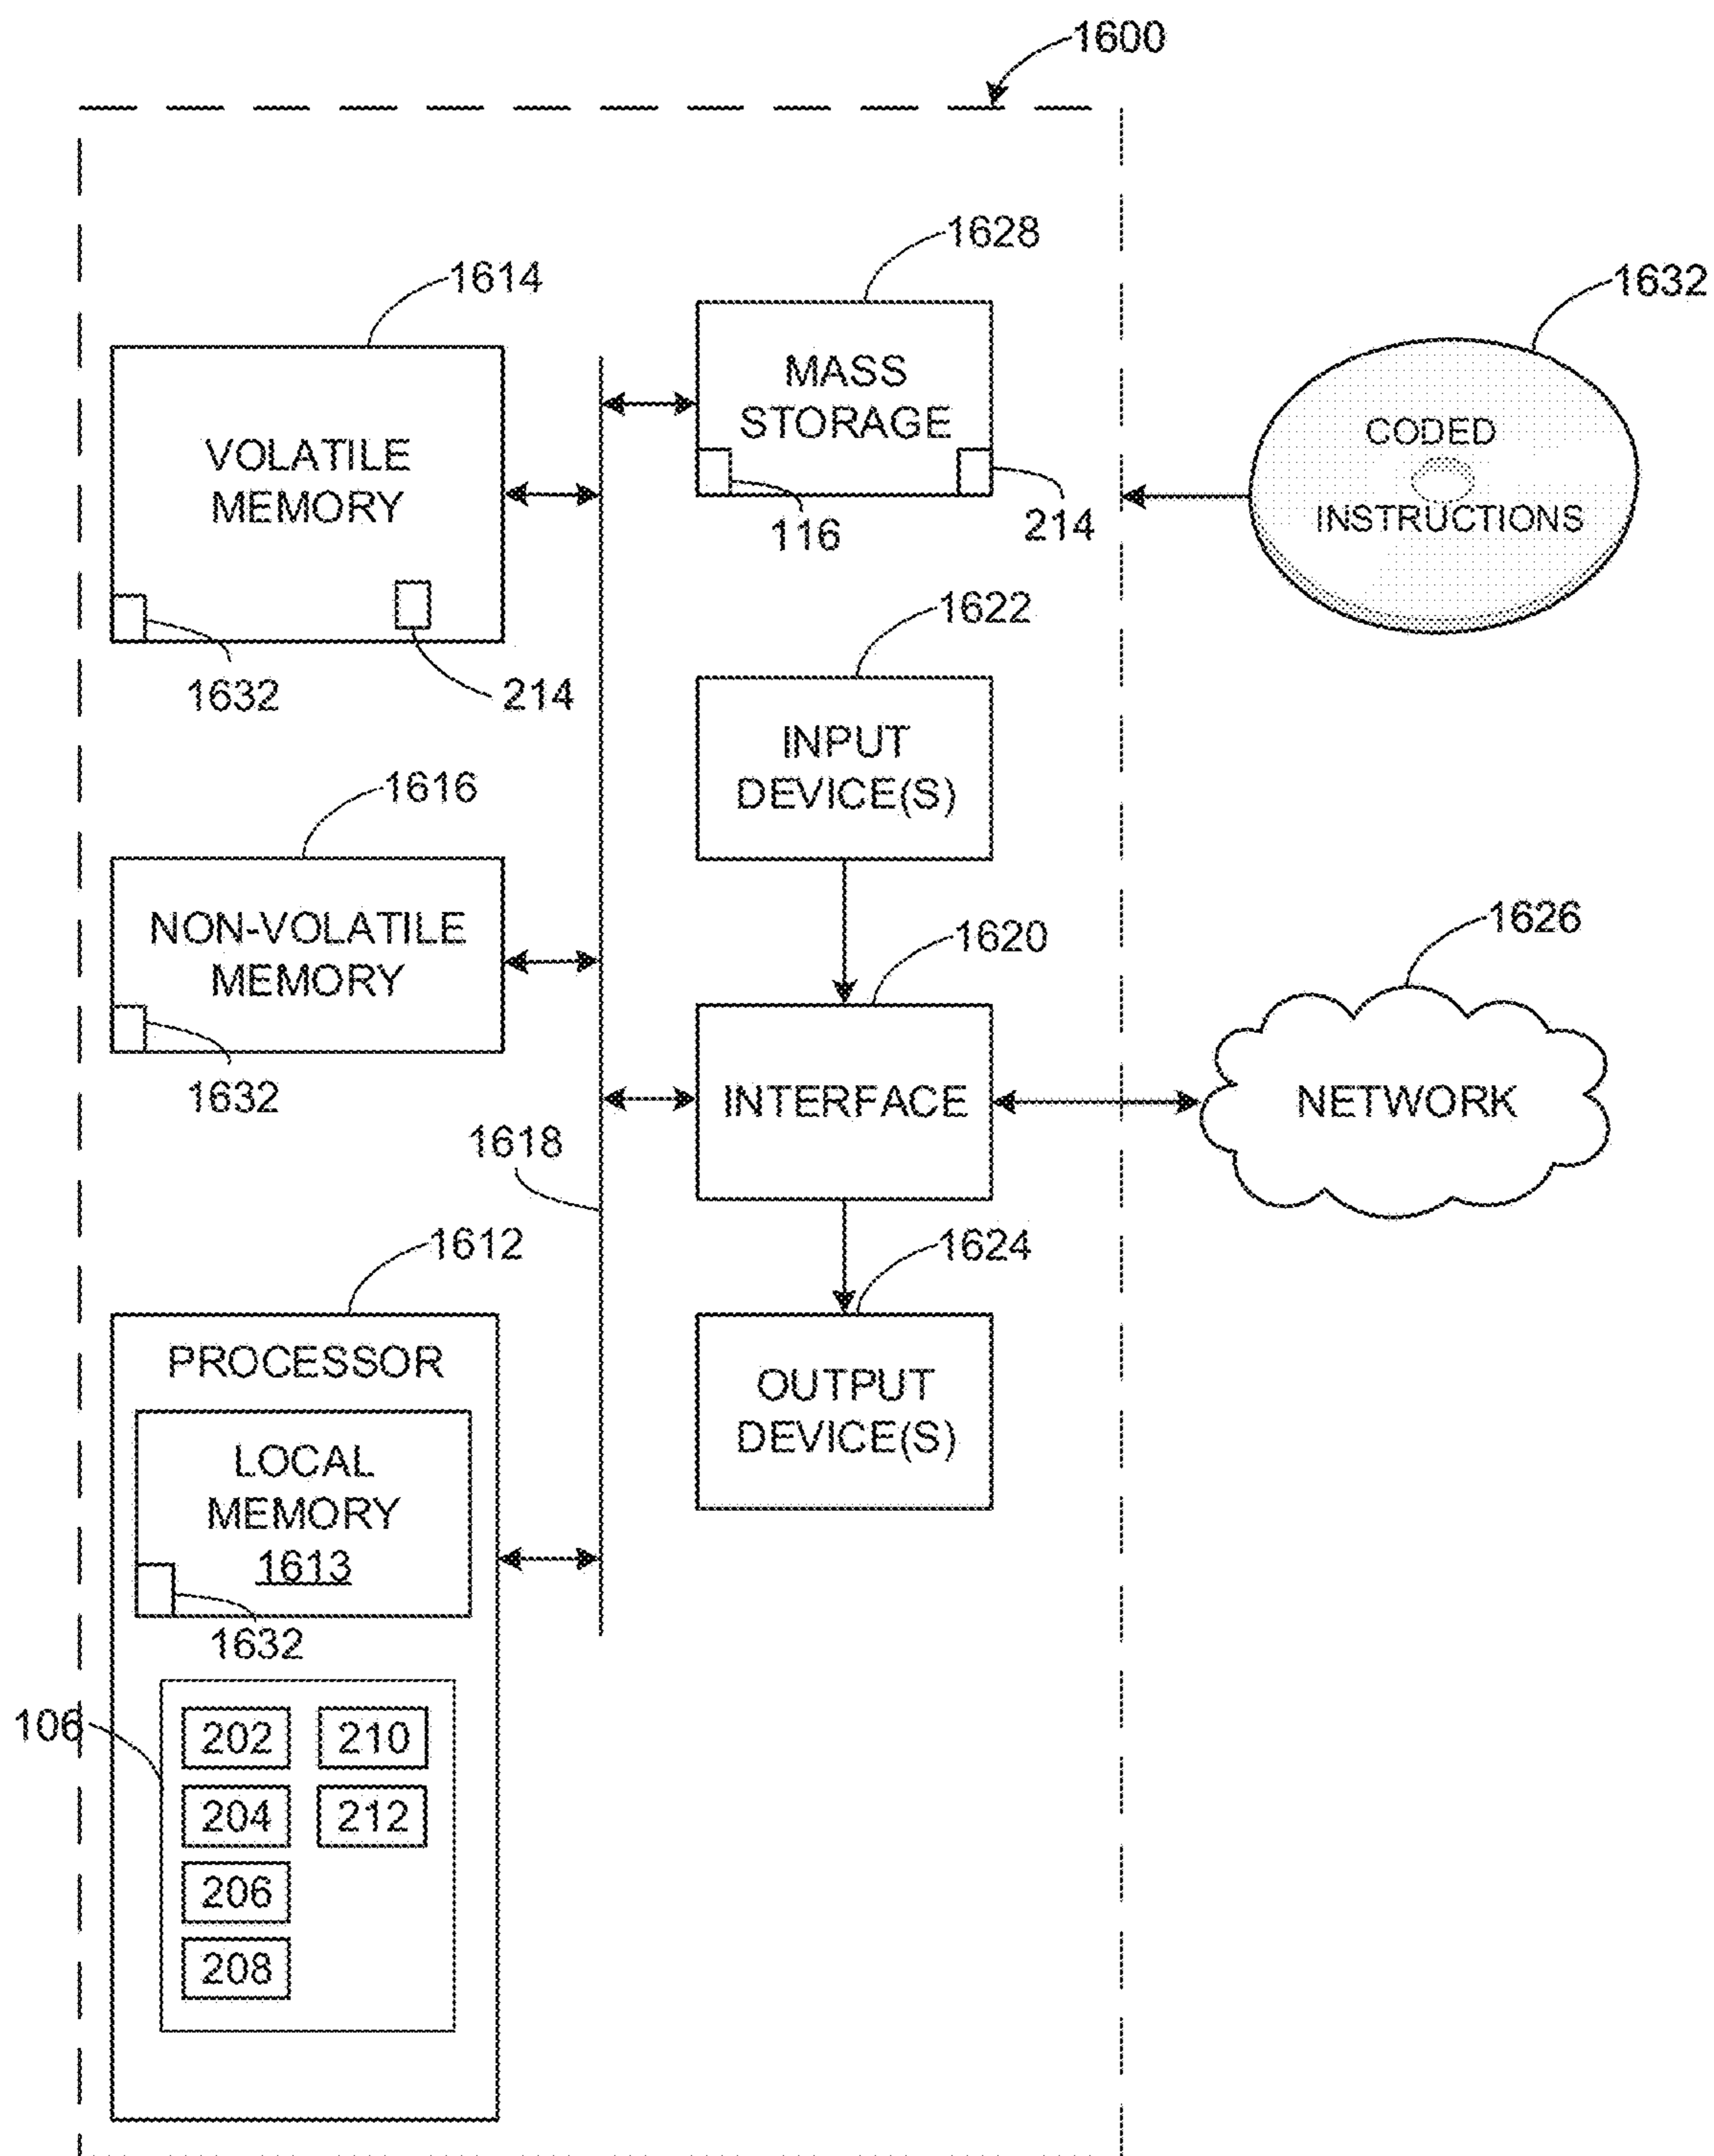 1600
1628
1614
1632
MASS
STORAGE
VOLATILE
MEMORY
CODED
INSTRUCTIONS
116
214
1632
214
1622
INPUT
DEVICE(S)
1616
NON-VOLATILE
MEMORY
1632
1620
1626
INTERFACE
NETWORK
1618
1612
1624
PROCESSOR
OUTPUT
DEVICE(S)
LOCAL
MEMORY
1613
1632
106
202 210
204 212
206
208